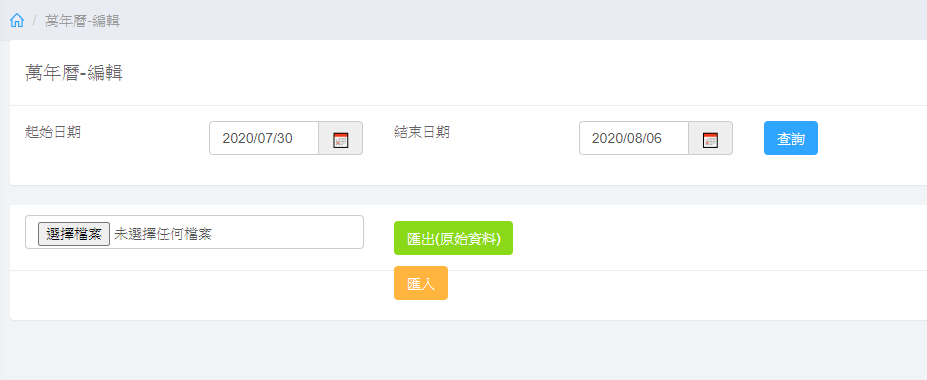 / 萬年曆-編輯
萬年曆-編輯
起始日期 2020/07/30 結束日期 2020/08/06 查詢
選擇檔案 未選擇任何檔案 匯出(原始資料)
匯入